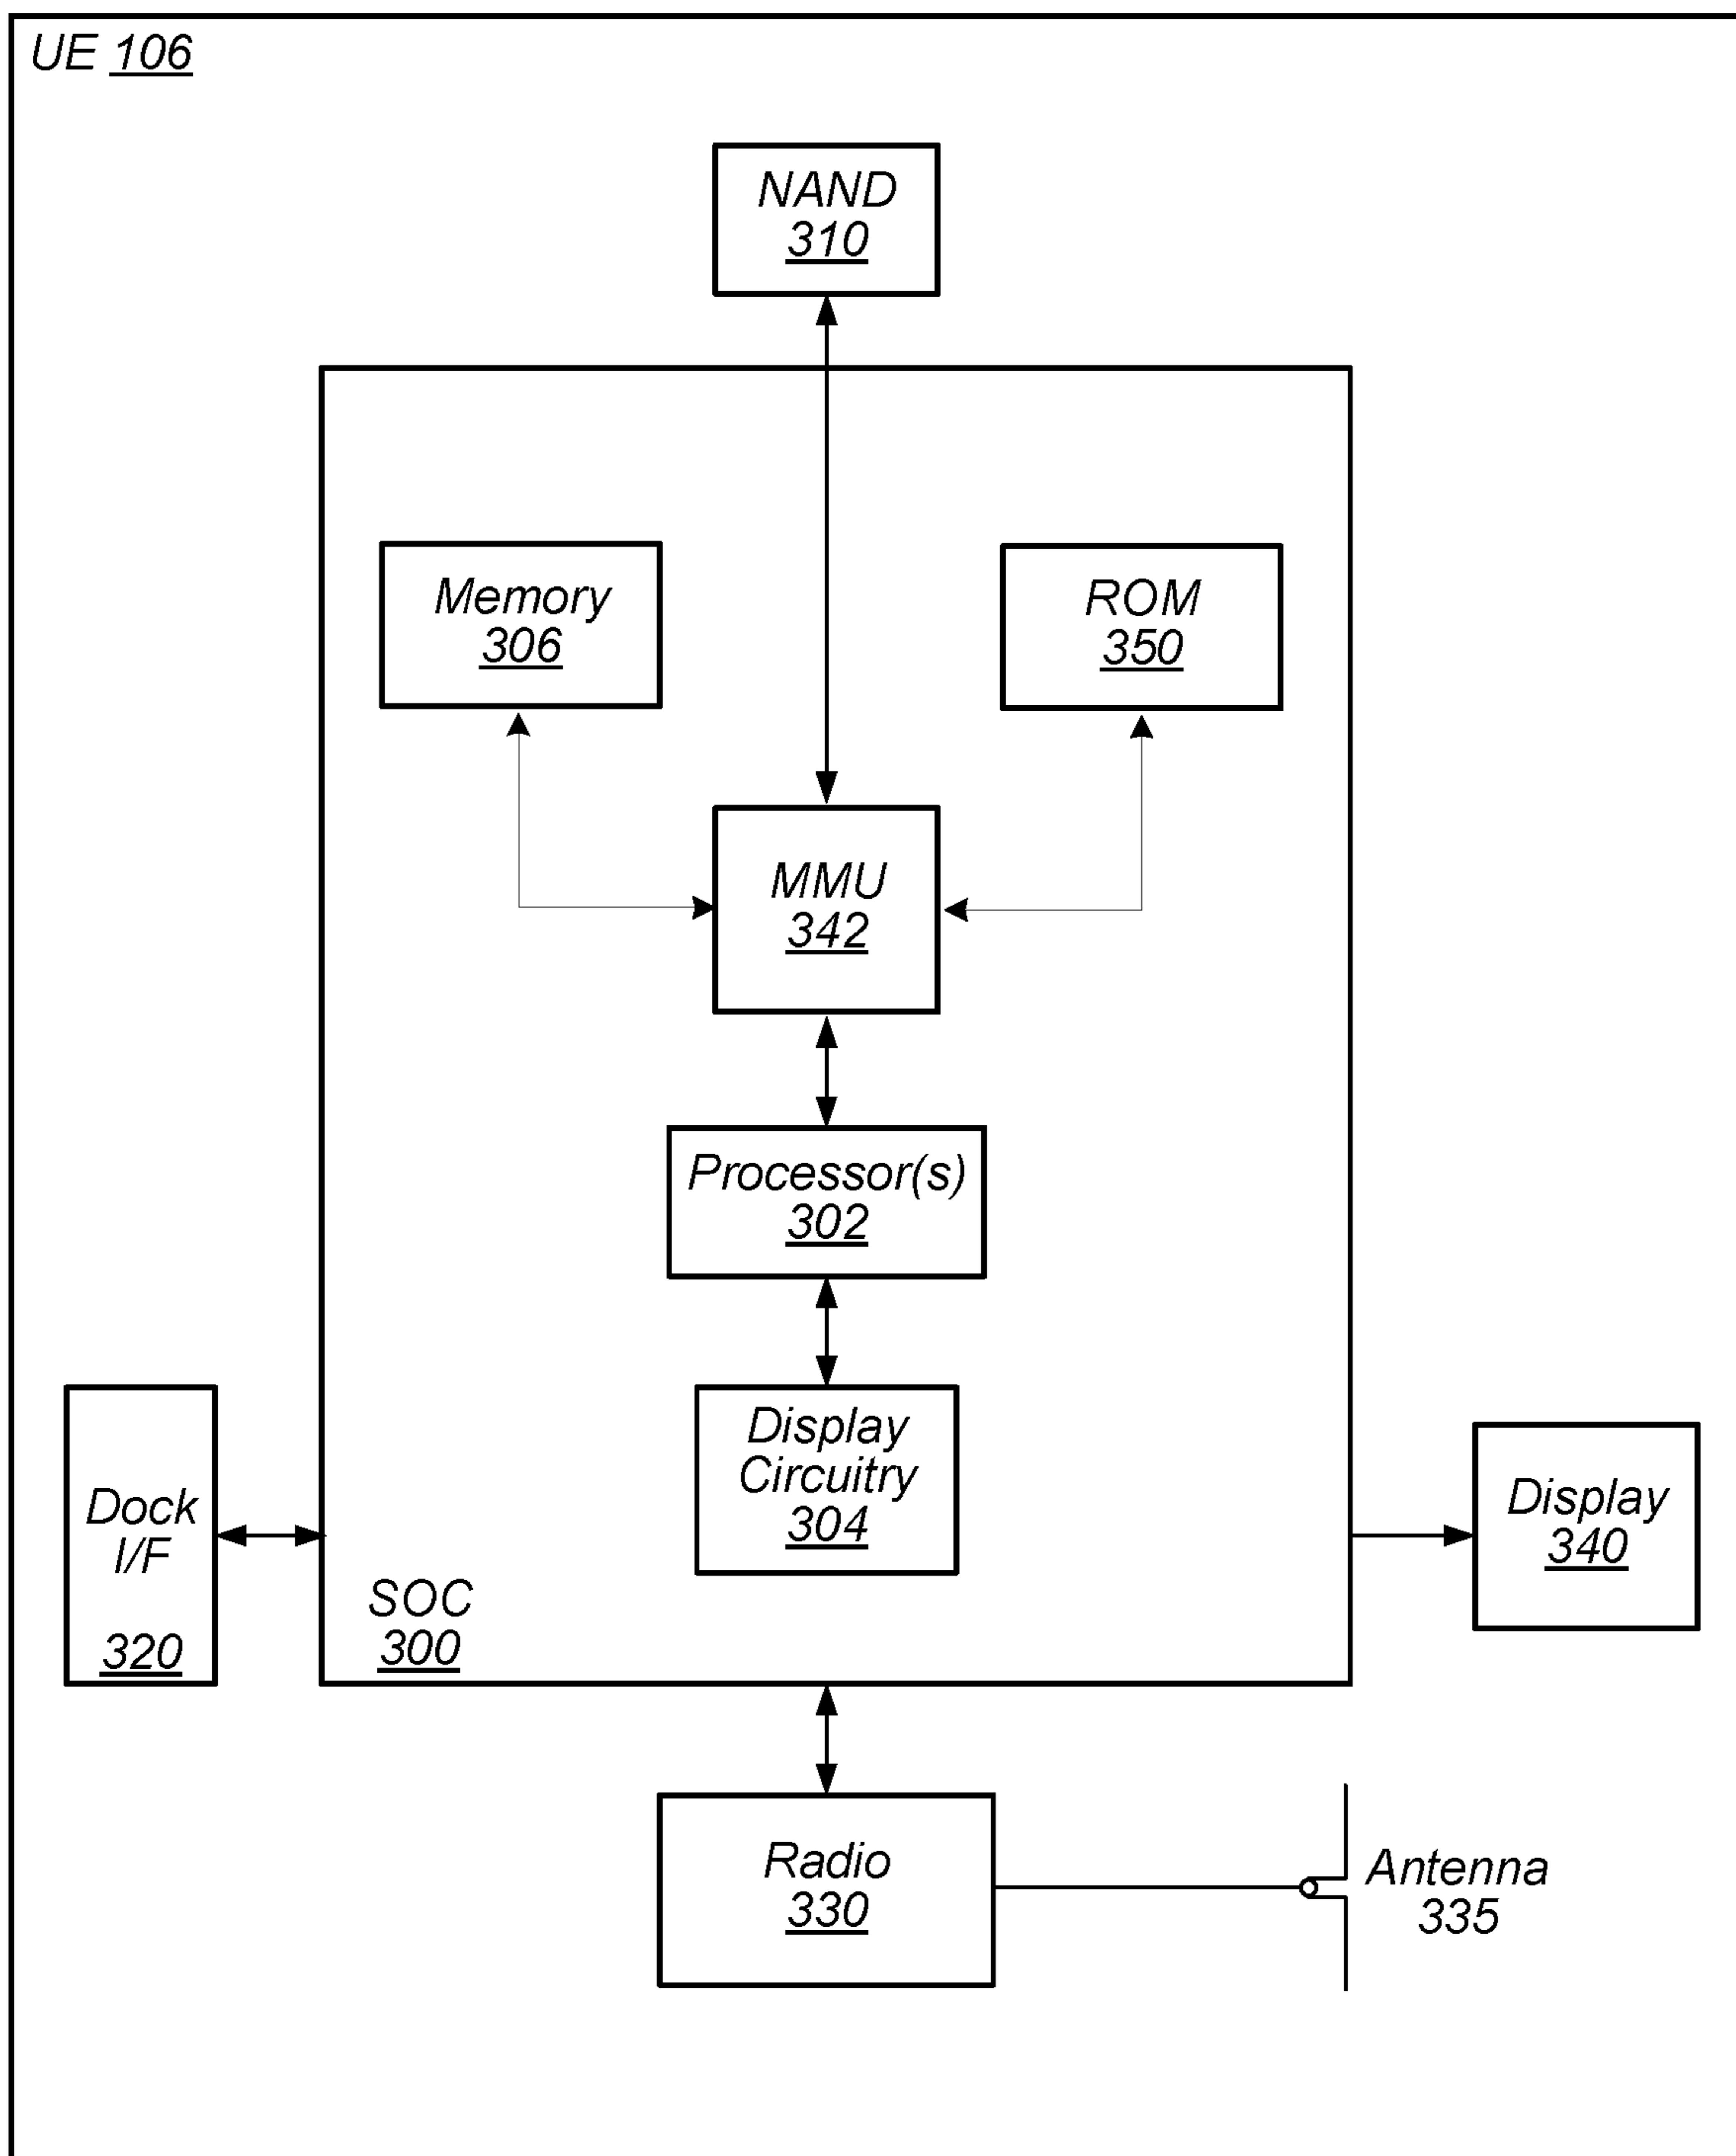 UE 106
NAND
310
Memory
306
ROM
350
MMU
342
Processor(s)
302
Display
Circuitry
304
Dock
I/F
320
SOC
300
Display
340
Radio
330
Antenna
335